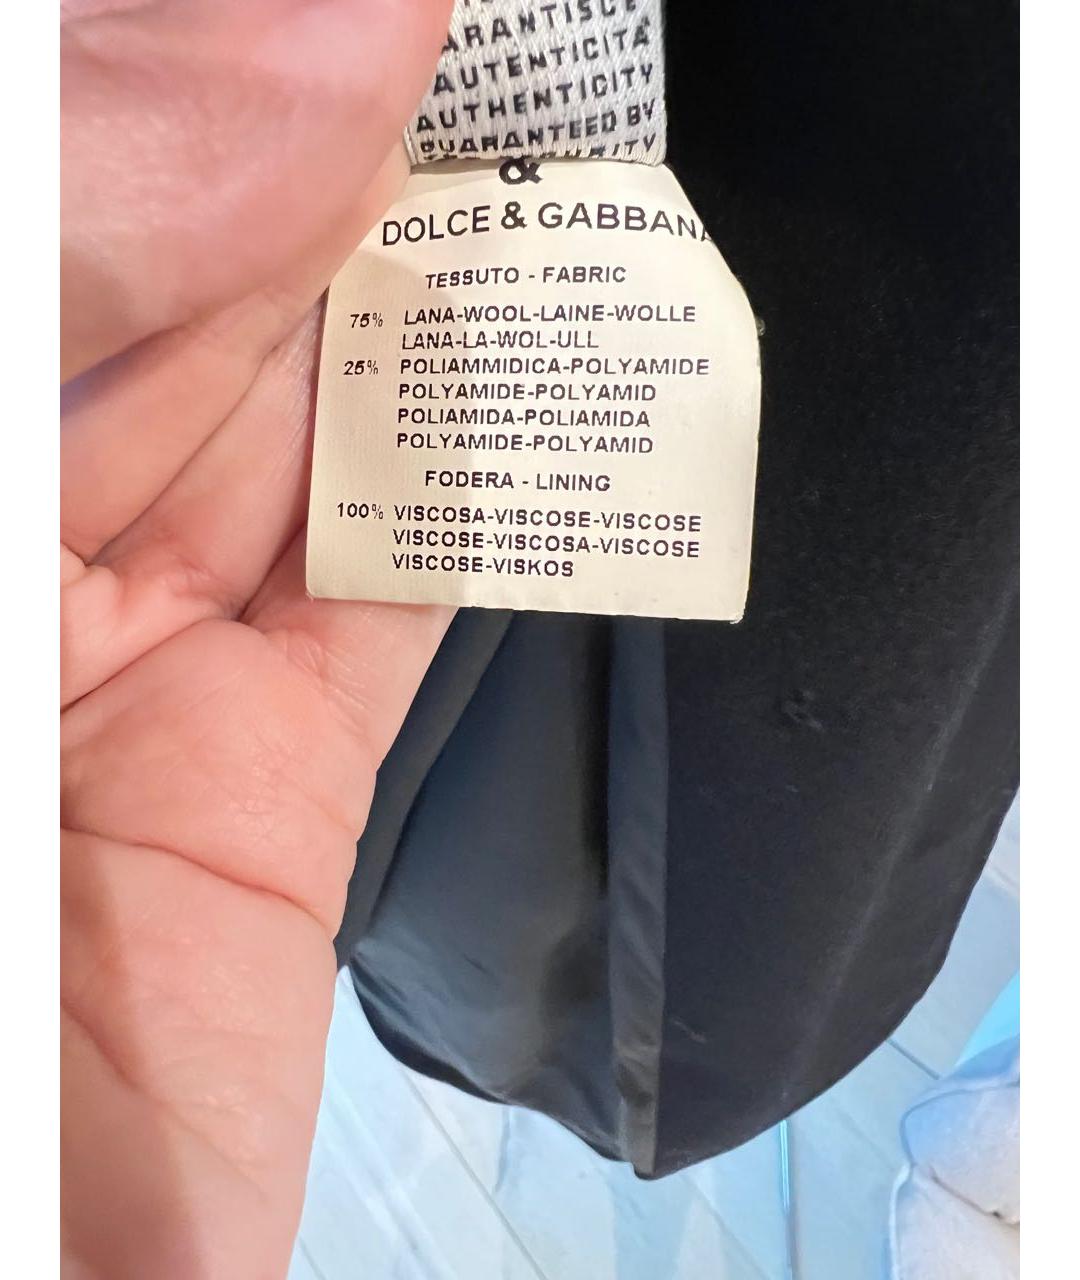 AUTENTICITÀ
AUTHENTICITY
GUARANTEED BY
&
DOLCE & GABBANA
TESSUTO - FABRIC
75% LANA-WOOL-LAINE-WOLLE
LANA-LA-WOL-ULL
25% POLIAMMIDICA-POLYAMIDE
POLYAMIDE-POLYAMID
POLIAMIDA-POLIAMIDA
POLYAMIDE-POLYAMID
FODERA - LINING
100% VISCOSA-VISCOSE-VISCOSE
VISCOSE-VISCOSA-VISCOSE
VISCOSE-VISKOS